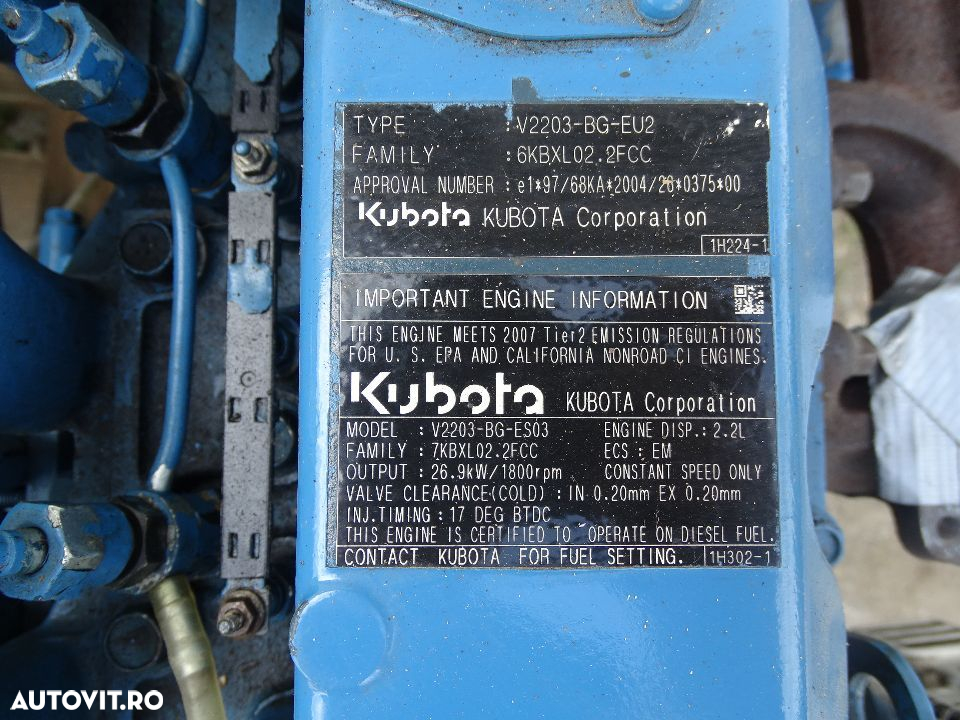 TYPE : V2203-BG-EU2
FAMILY : 6KBXL02.2FCC
APPROVAL NUMBER : e1*97/68KA*2004/26*0375*00
Kubota KUBOTA Corporation
1H224-1
IMPORTANT ENGINE INFORMATION
THIS ENGINE MEETS 2007 Tier2 EMISSION REGULATIONS
FOR U. S. EPA AND CALIFORNIA NONROAD CI ENGINES.
Kubota KUBOTA Corporation
MODEL : V2203-BG-ES03 ENGINE DISP.: 2.2L
FAMILY : 7KBXL02.2FCC ECS : EM
OUTPUT : 26.9kW/1800rpm CONSTANT SPEED ONLY
VALVE CLEARANCE(COLD) : IN 0.20mm EX 0.20mm
INJ.TIMING : 17 DEG BTDC
THIS ENGINE IS CERTIFIED TO OPERATE ON DIESEL FUEL.
CONTACT KUBOTA FOR FUEL SETTING. 1H302-1
AUTOVIT.RO